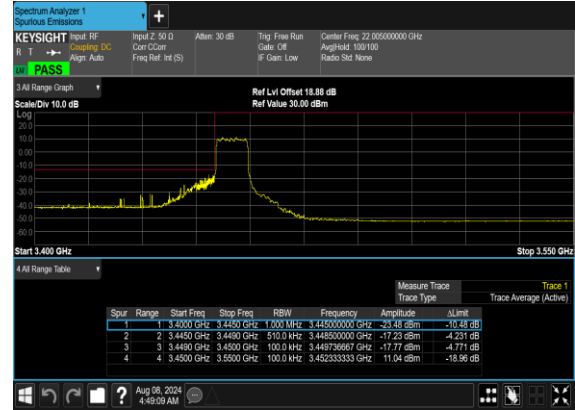 Spectrum Analyzer 1
Spurious Emissions
KEYSIGHT
R T
Input: RF
Coupling: DC
Align: Auto
Input Z: 50 Ω
Corr CCorr
Freq Ref: Int (S)
Atten: 30 dB
Trig: Free Run
Gate: Off
IF Gain: Low
Center Freq: 22.005000000 GHz
Avg|Hold: 100/100
Radio Std: None
PASS
3 All Range Graph
Scale/Div 10.0 dB
Ref Lvl Offset 18.88 dB
Ref Value 30.00 dBm
Log
20.0
10.0
0.00
-10.0
-20.0
-30.0
-40.0
-50.0
-60.0
Start 3.400 GHz
Stop 3.550 GHz
4 All Range Table
Measure Trace Trace 1
Trace Type Trace Average (Active)
Spur Range Start Freq Stop Freq RBW Frequency Amplitude ΔLimit
1 1 3.4000 GHz 3.4450 GHz 1.000 MHz 3.445000000 GHz -23.48 dBm -10.48 dB
2 2 3.4450 GHz 3.4490 GHz 510.0 kHz 3.448500000 GHz -17.23 dBm -4.231 dB
3 3 3.4490 GHz 3.4500 GHz 100.0 kHz 3.449736667 GHz -17.77 dBm -4.771 dB
4 4 3.4500 GHz 3.5500 GHz 100.0 kHz 3.452333333 GHz 11.04 dBm -18.96 dB
?
Aug 08, 2024
4:49:09 AM